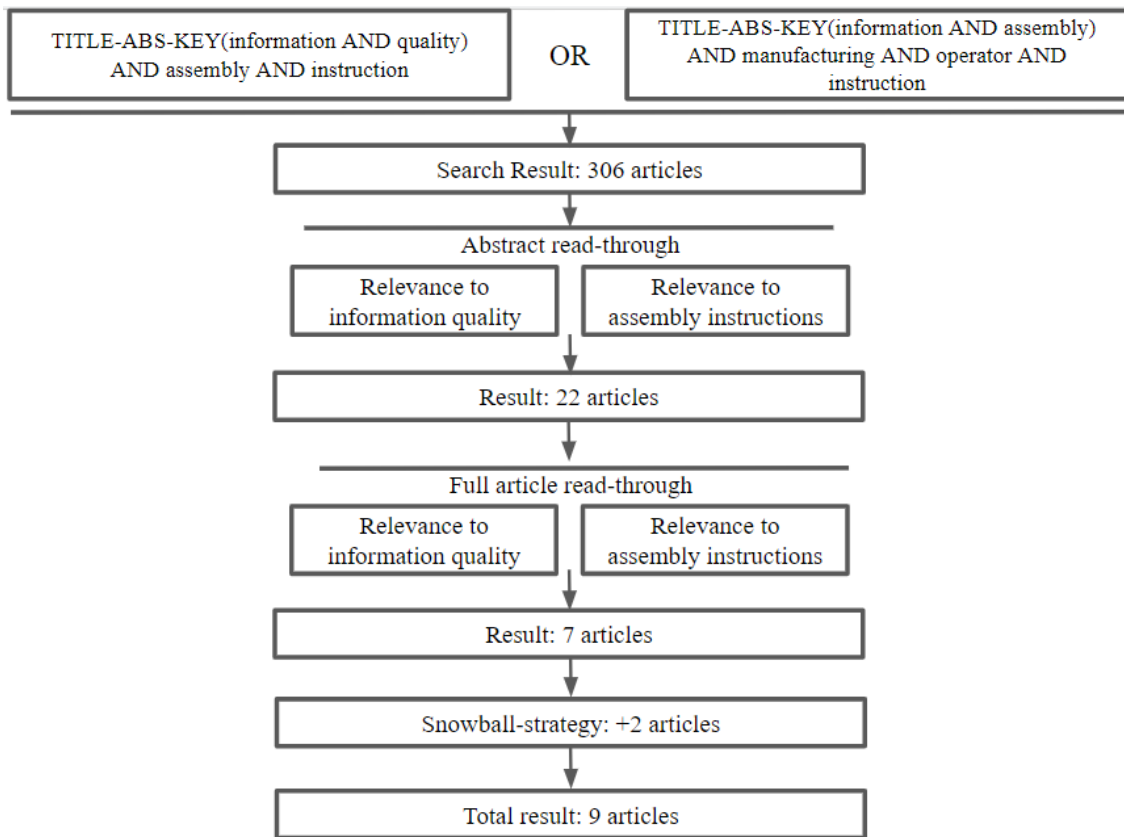 TITLE-ABS-KEY(information AND quality)
AND assembly AND instruction
OR
TITLE-ABS-KEY(information AND assembly)
AND manufacturing AND operator AND
instruction
Search Result: 306 articles
Abstract read-through
Relevance to
information quality
Relevance to
assembly instructions
Result: 22 articles
Full article read-through
Relevance to
information quality
Relevance to
assembly instructions
Result: 7 articles
Snowball-strategy: +2 articles
Total result: 9 articles